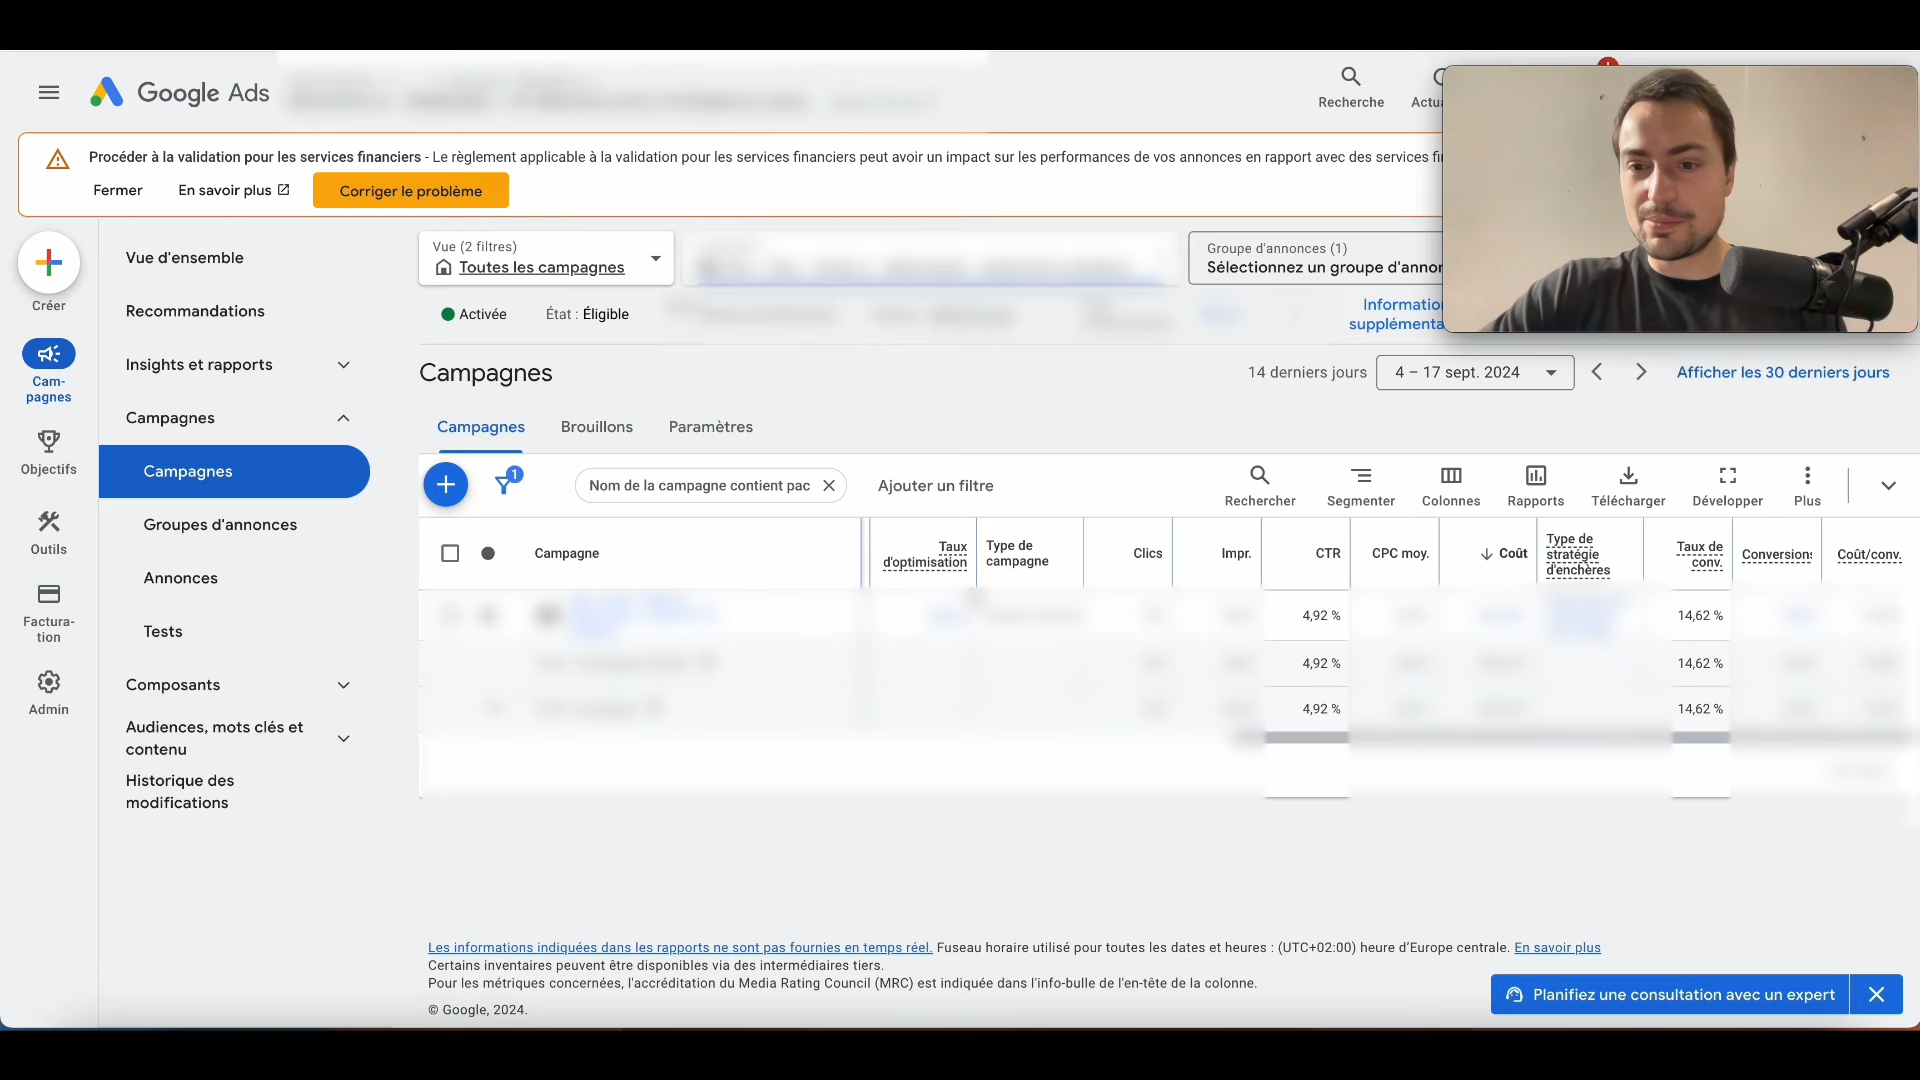 Google Ads
Recherche
Procéder à la validation pour les services financiers - Le règlement applicable à la validation pour les services financiers peut avoir un impact sur les performances de vos annonces en rapport avec des services
Fermer
En savoir plus
Corriger le problème
Créer
Cam-
pagnes
Objectifs
Outils
Factura-
tion
Admin
Vue d'ensemble
Recommandations
Insights et rapports
Campagnes
Campagnes
Groupes d'annonces
Annonces
Tests
Composants
Audiences, mots clés et
contenu
Historique des
modifications
Vue (2 filtres)
Toutes les campagnes
Groupe d'annonces (1)
Sélectionnez un groupe
Activée
État : Éligible
Campagnes
14 derniers jours
4 – 17 sept. 2024
Afficher les 30 derniers jours
Campagnes
Brouillons
Paramètres
1
Nom de la campagne contient pac
Ajouter un filtre
Rechercher
Segmenter
Colonnes
Rapports
Télécharger
Développer
Plus
Campagne
Taux
d'optimisation
Type de
campagne
Clics
Impr.
CTR
CPC moy.
Coût
Type de
stratégie
d'enchères
Taux de
conv.
Conversions
Coût/conv.
4,92 %
14,62 %
4,92 %
14,62 %
4,92 %
14,62 %
Les informations indiquées dans les rapports ne sont pas fournies en temps réel. Fuseau horaire utilisé pour toutes les dates et heures : (UTC+02:00) heure d’Europe centrale. En savoir plus
Certains inventaires peuvent être disponibles via des intermédiaires tiers.
Pour les métriques concernées, l'accréditation du Media Rating Council (MRC) est indiquée dans l'info-bulle de l'en-tête de la colonne.
© Google, 2024.
Planifiez une consultation avec un expert